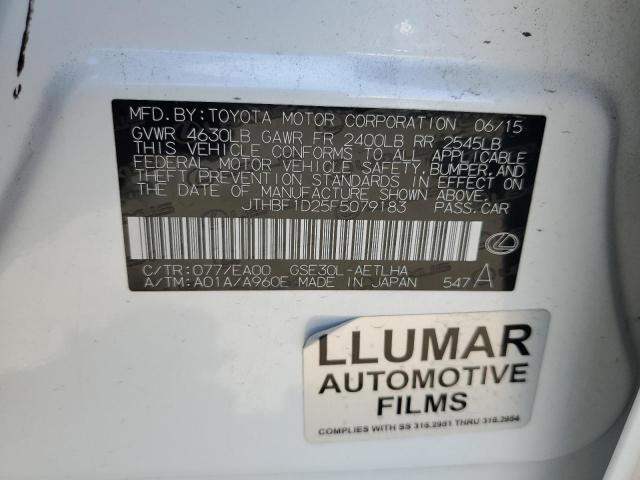 MFD.BY:TOYOTA MOTOR CORPORATION 06/15
GVWR 4630LB GAWR FR 2400LB RR 2545LB
THIS VEHICLE CONFORMS TO ALL APPLICABLE
FEDERAL MOTOR VEHICLE SAFETY, BUMPER, AND
THEFT PREVENTION STANDARDS IN EFFECT
ON THE DATE OF MANUFACTURE SHOWN ABOVE.
JTHBF1D25F5079183 PASS.CAR
C/TR:077/EA00 GSE30L-AETLHA
A/TM:A01A/A960E MADE IN JAPAN 547 A
LLUMAR
AUTOMOTIVE
FILMS
COMPLIES WITH SS 316.2951 THRU 316.2954